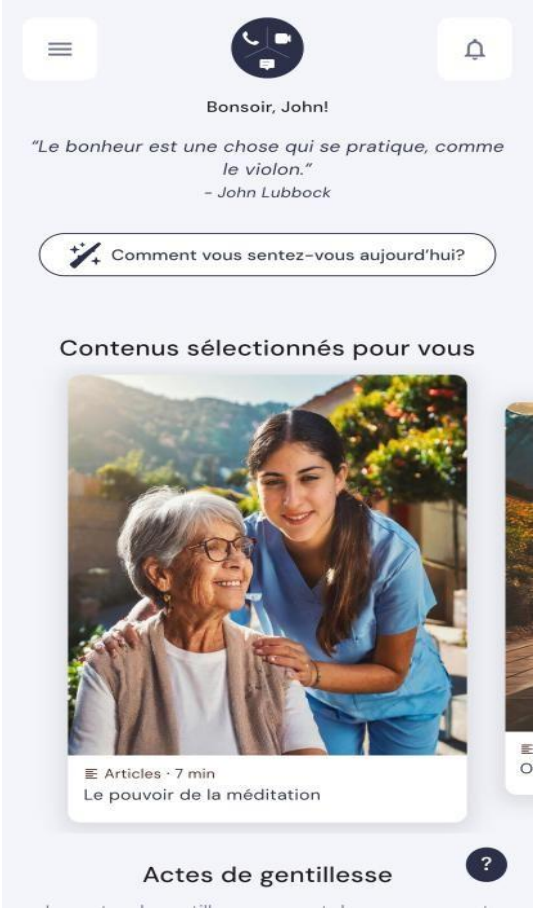 Bonsoir, John!
“Le bonheur est une chose qui se pratique, comme
le violon.”
- John Lubbock
Comment vous sentez-vous aujourd’hui?
Contenus sélectionnés pour vous
Articles · 7 min
Le pouvoir de la méditation
O
Actes de gentillesse
?